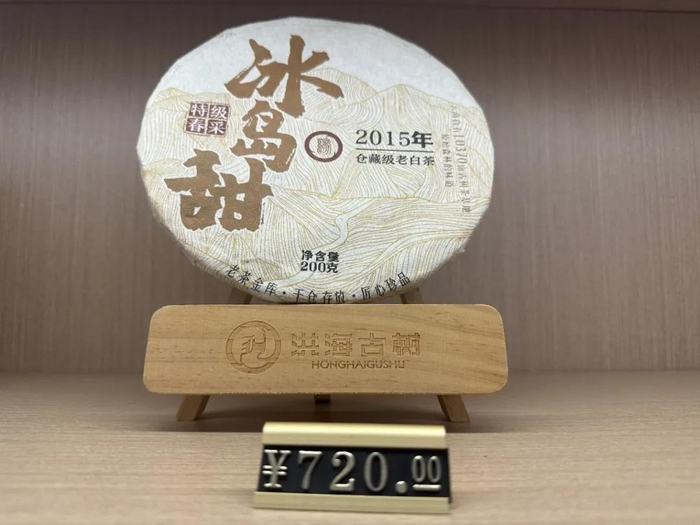 冰岛甜
特级
春采
2015年
仓藏级老白茶
净含量
200克
老茶金库·干仓存放·匠心珍品
洪海古树
HONGHAIGUSHU
¥720.00